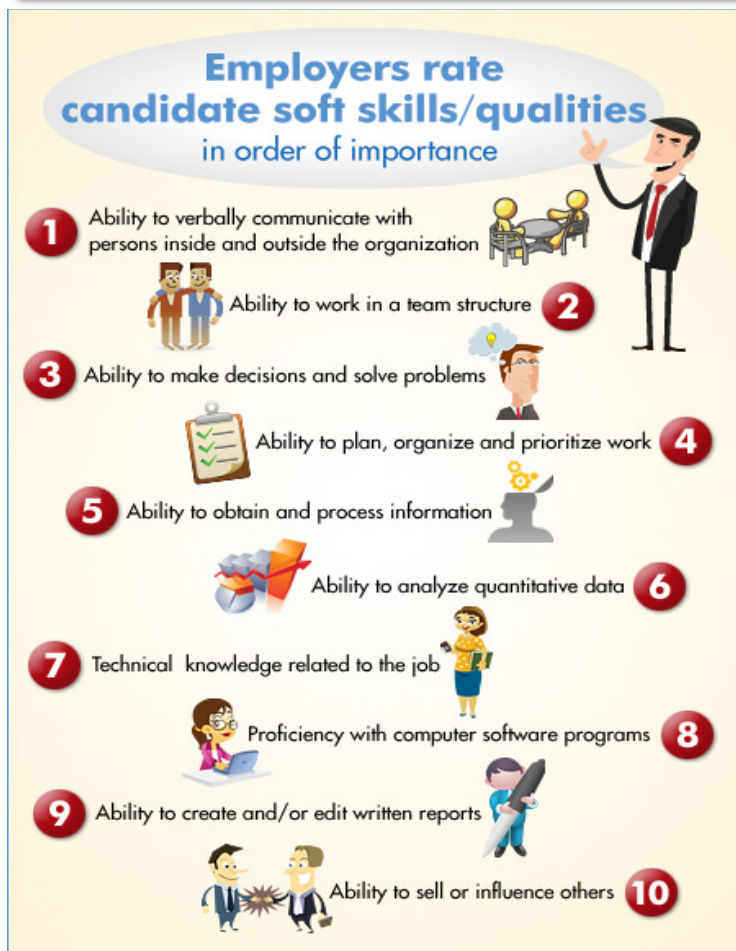 Employers rate
candidate soft skills/qualities
in order of importance
1 Ability to verbally communicate with
persons inside and outside the organization
Ability to work in a team structure 2
3 Ability to make decisions and solve problems
Ability to plan, organize and prioritize work 4
5 Ability to obtain and process information
Ability to analyze quantitative data 6
7 Technical knowledge related to the job
Proficiency with computer software programs 8
9 Ability to create and/or edit written reports
Ability to sell or influence others 10